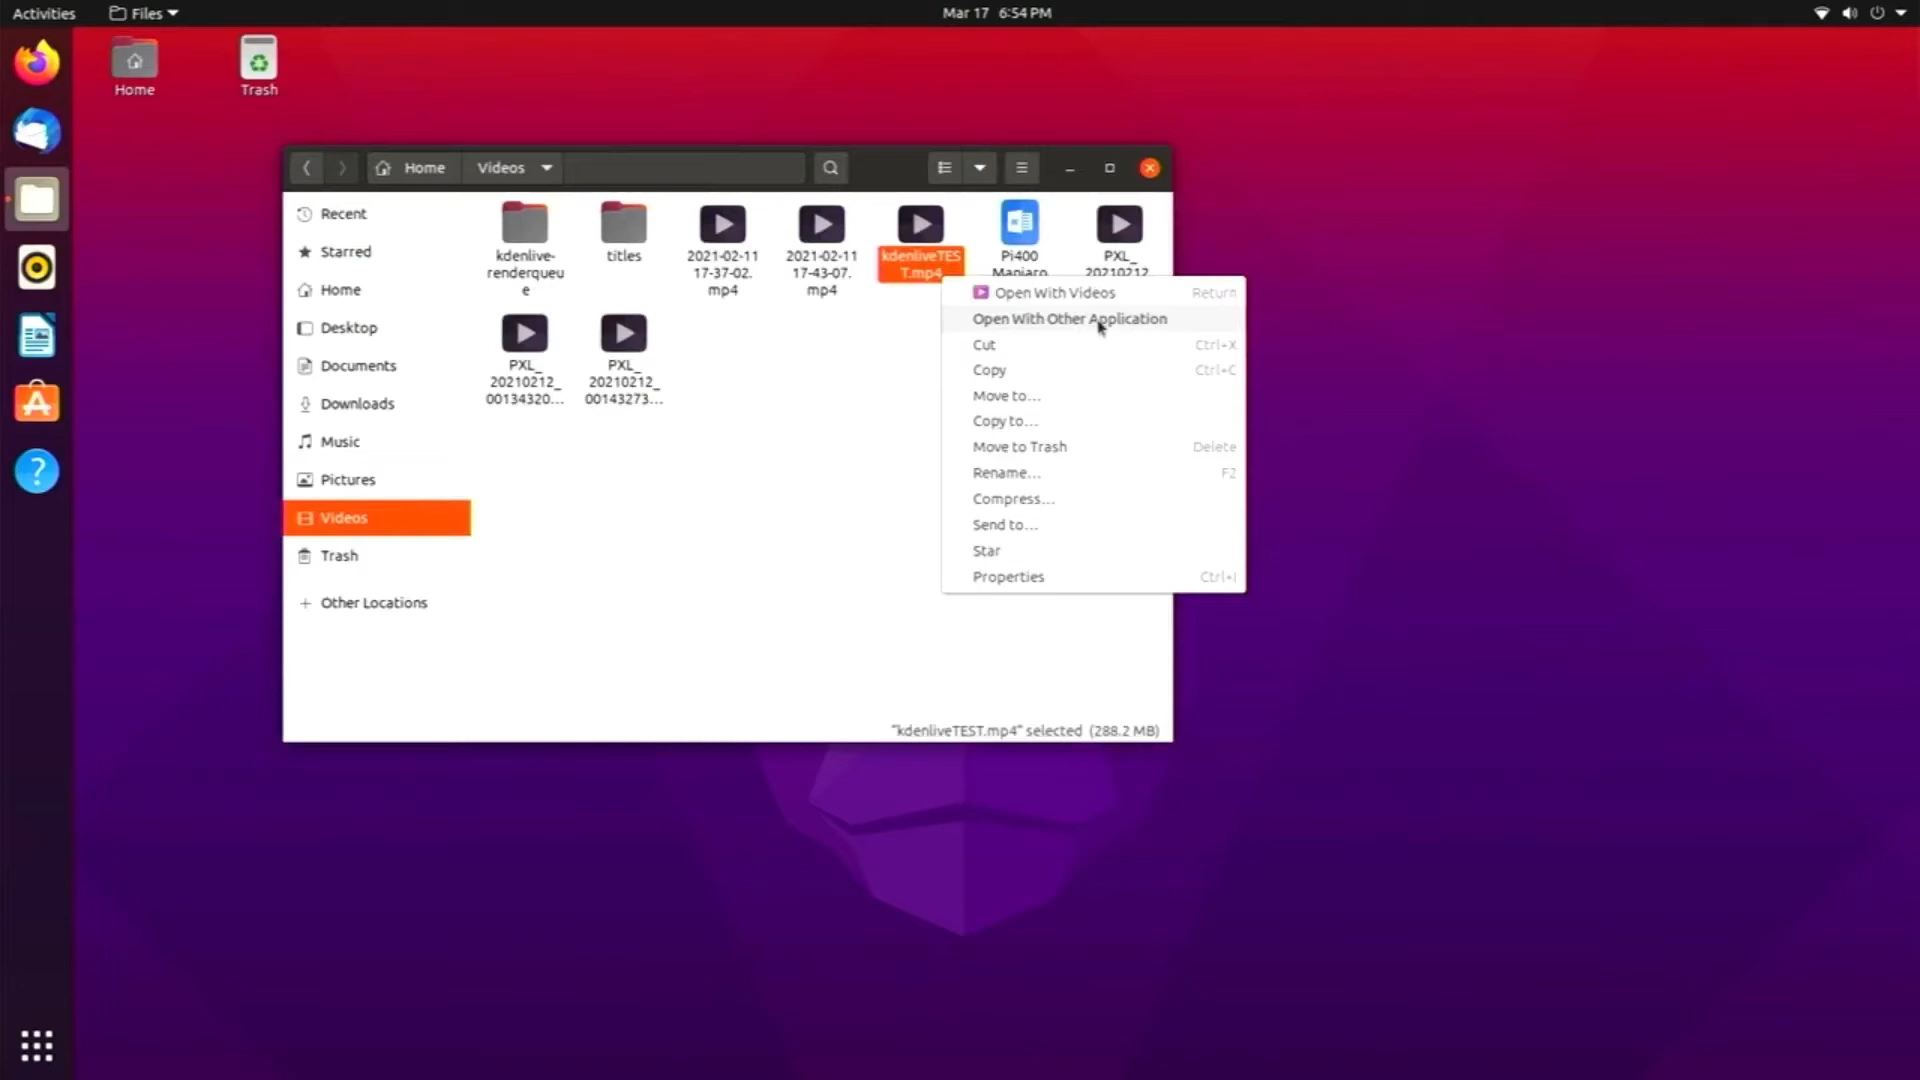 Activities Files Mar 17 6:54 PM
Home Trash
Home Videos
Recent
Starred
Home
Desktop
Documents
Downloads
Music
Pictures
Videos
Trash
Other Locations
kdenlive-
renderqueu
e
titles
2021-02-11
17-37-02.
mp4
2021-02-11
17-43-07.
mp4
kdenliveTES
T.mp4
Pi400
Manjaro
PXL_
20210212_
PXL_
20210212_
00134320...
PXL_
20210212_
00143273...
Open With Videos Return
Open With Other Application
Cut Ctrl+X
Copy Ctrl+C
Move to...
Copy to...
Move to Trash Delete
Rename... F2
Compress...
Send to...
Star
Properties Ctrl+I
"kdenliveTEST.mp4" selected (288.2 MB)